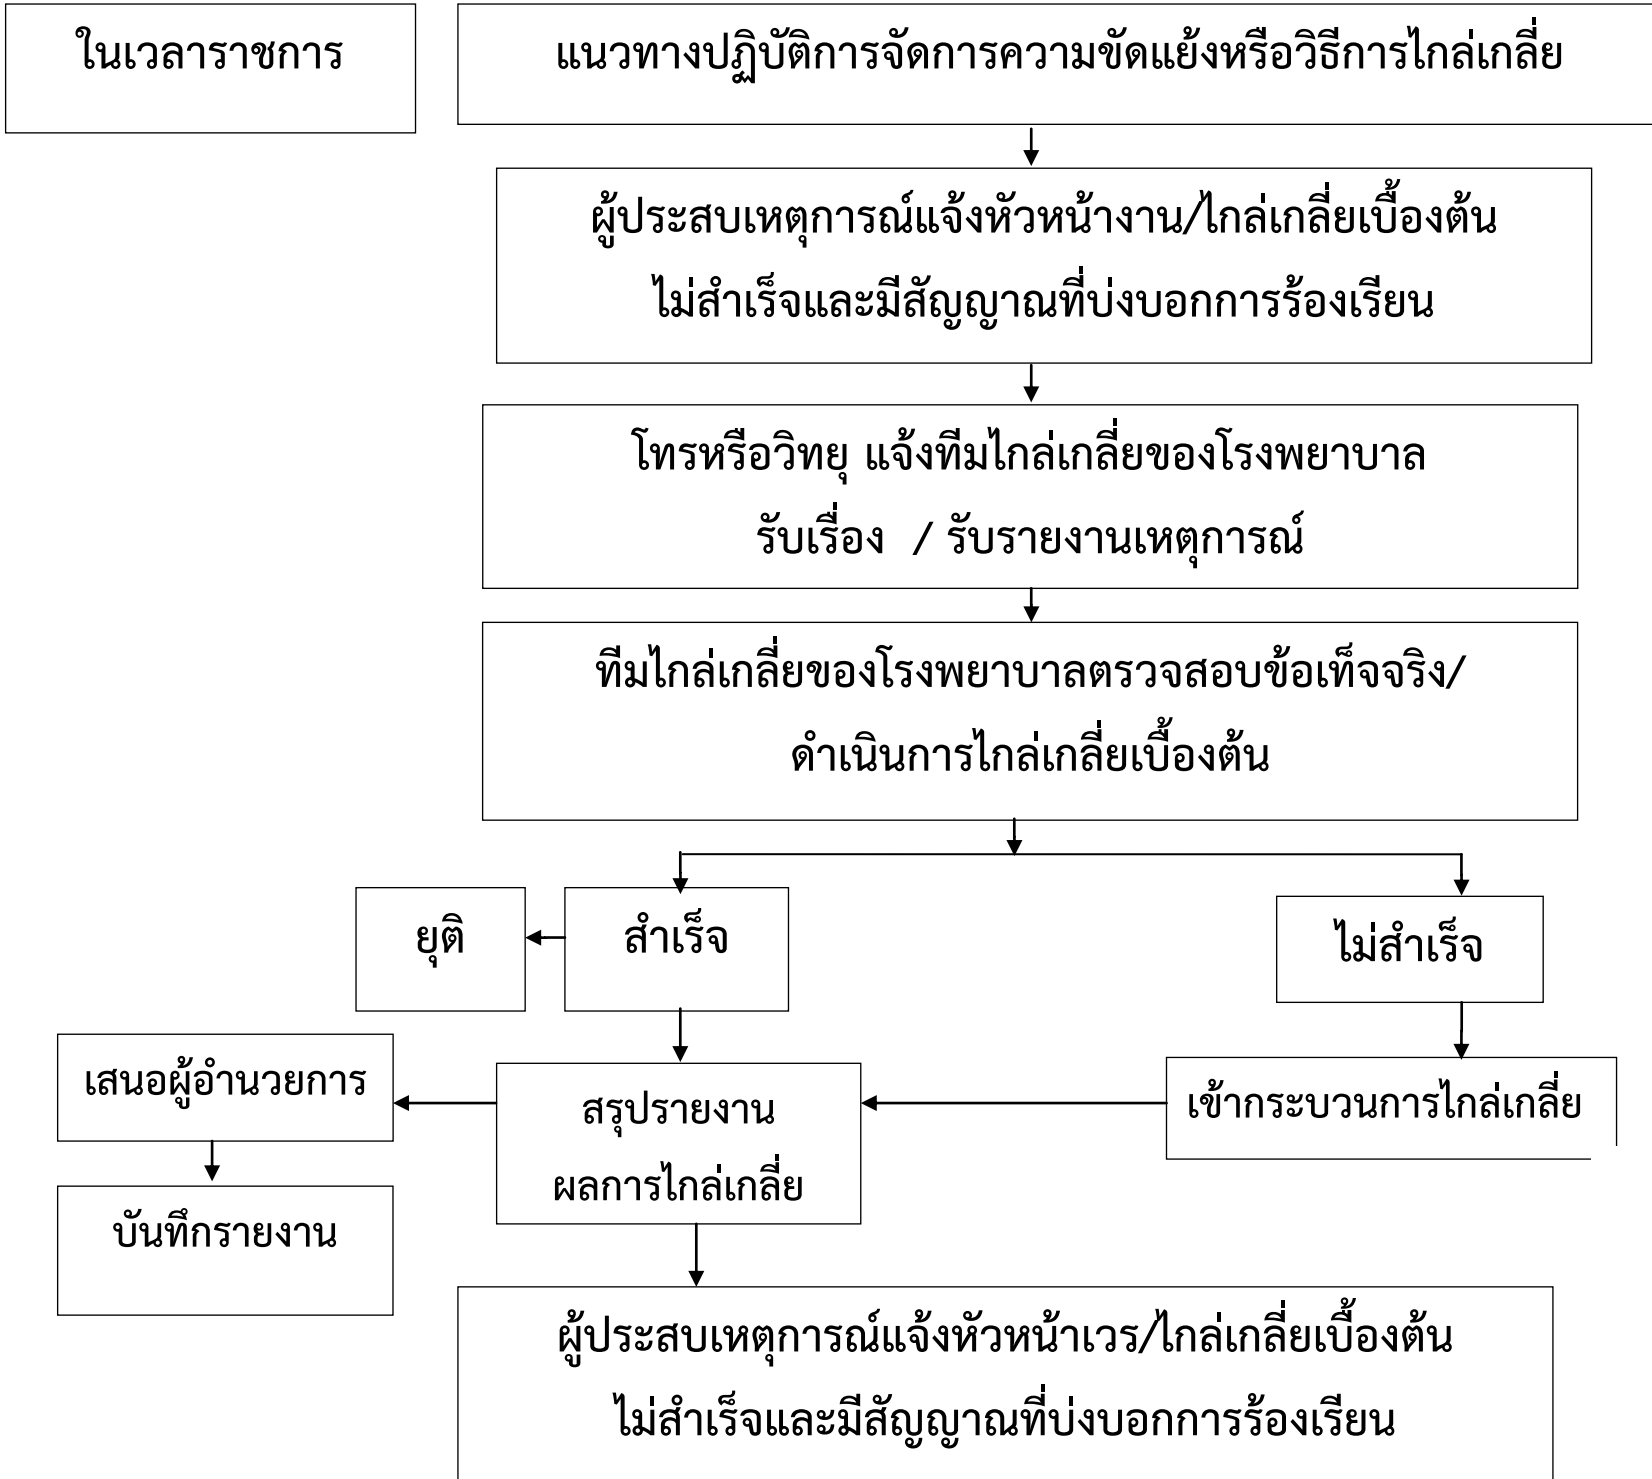 ในเวลาราชการ
แนวทางปฏิบัติการจัดการความขัดแย้งหรือวิธีการไกล่เกลี่ย
ผู้ประสบเหตุการณ์แจ้งหัวหน้างาน/ไกล่เกลี่ยเบื้องต้น
ไม่สำเร็จและมีสัญญาณที่บ่งบอกการร้องเรียน
โทรหรือวิทยุ แจ้งทีมไกล่เกลี่ยของโรงพยาบาล
รับเรื่อง / รับรายงานเหตุการณ์
ทีมไกล่เกลี่ยของโรงพยาบาลตรวจสอบข้อเท็จจริง/
ดำเนินการไกล่เกลี่ยเบื้องต้น
ยุติ
สำเร็จ
ไม่สำเร็จ
เสนอผู้อำนวยการ
สรุปรายงาน
ผลการไกล่เกลี่ย
เข้ากระบวนการไกล่เกลี่ย
บันทึกรายงาน
ผู้ประสบเหตุการณ์แจ้งหัวหน้าเวร/ไกล่เกลี่ยเบื้องต้น
ไม่สำเร็จและมีสัญญาณที่บ่งบอกการร้องเรียน